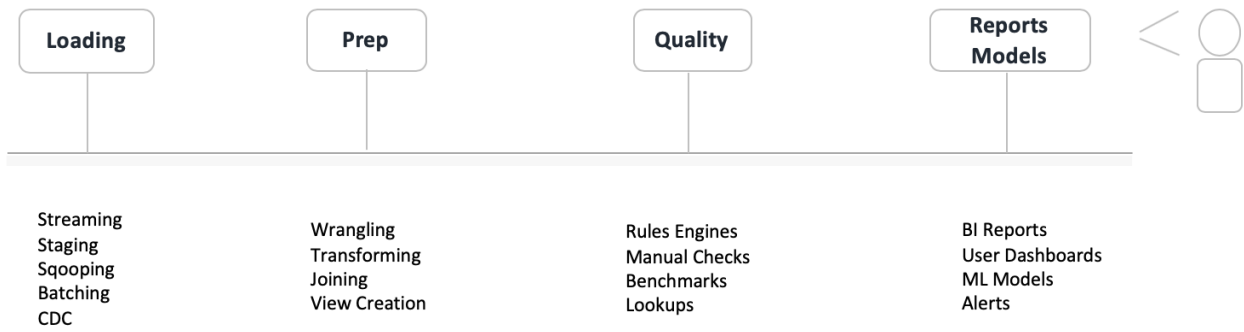 Loading
Prep
Quality
Reports
Models
Streaming
Staging
Sqooping
Batching
CDC
Wrangling
Transforming
Joining
View Creation
Rules Engines
Manual Checks
Benchmarks
Lookups
BI Reports
User Dashboards
ML Models
Alerts